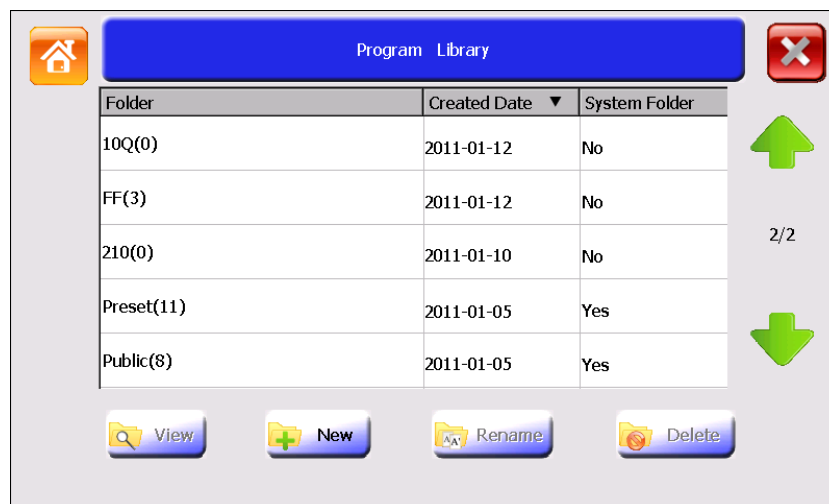 Program Library
Folder Created Date ▼ System Folder
10Q(0) 2011-01-12 No
FF(3) 2011-01-12 No
210(0) 2011-01-10 No
Preset(11) 2011-01-05 Yes
Public(8) 2011-01-05 Yes
2/2
View New Rename Delete